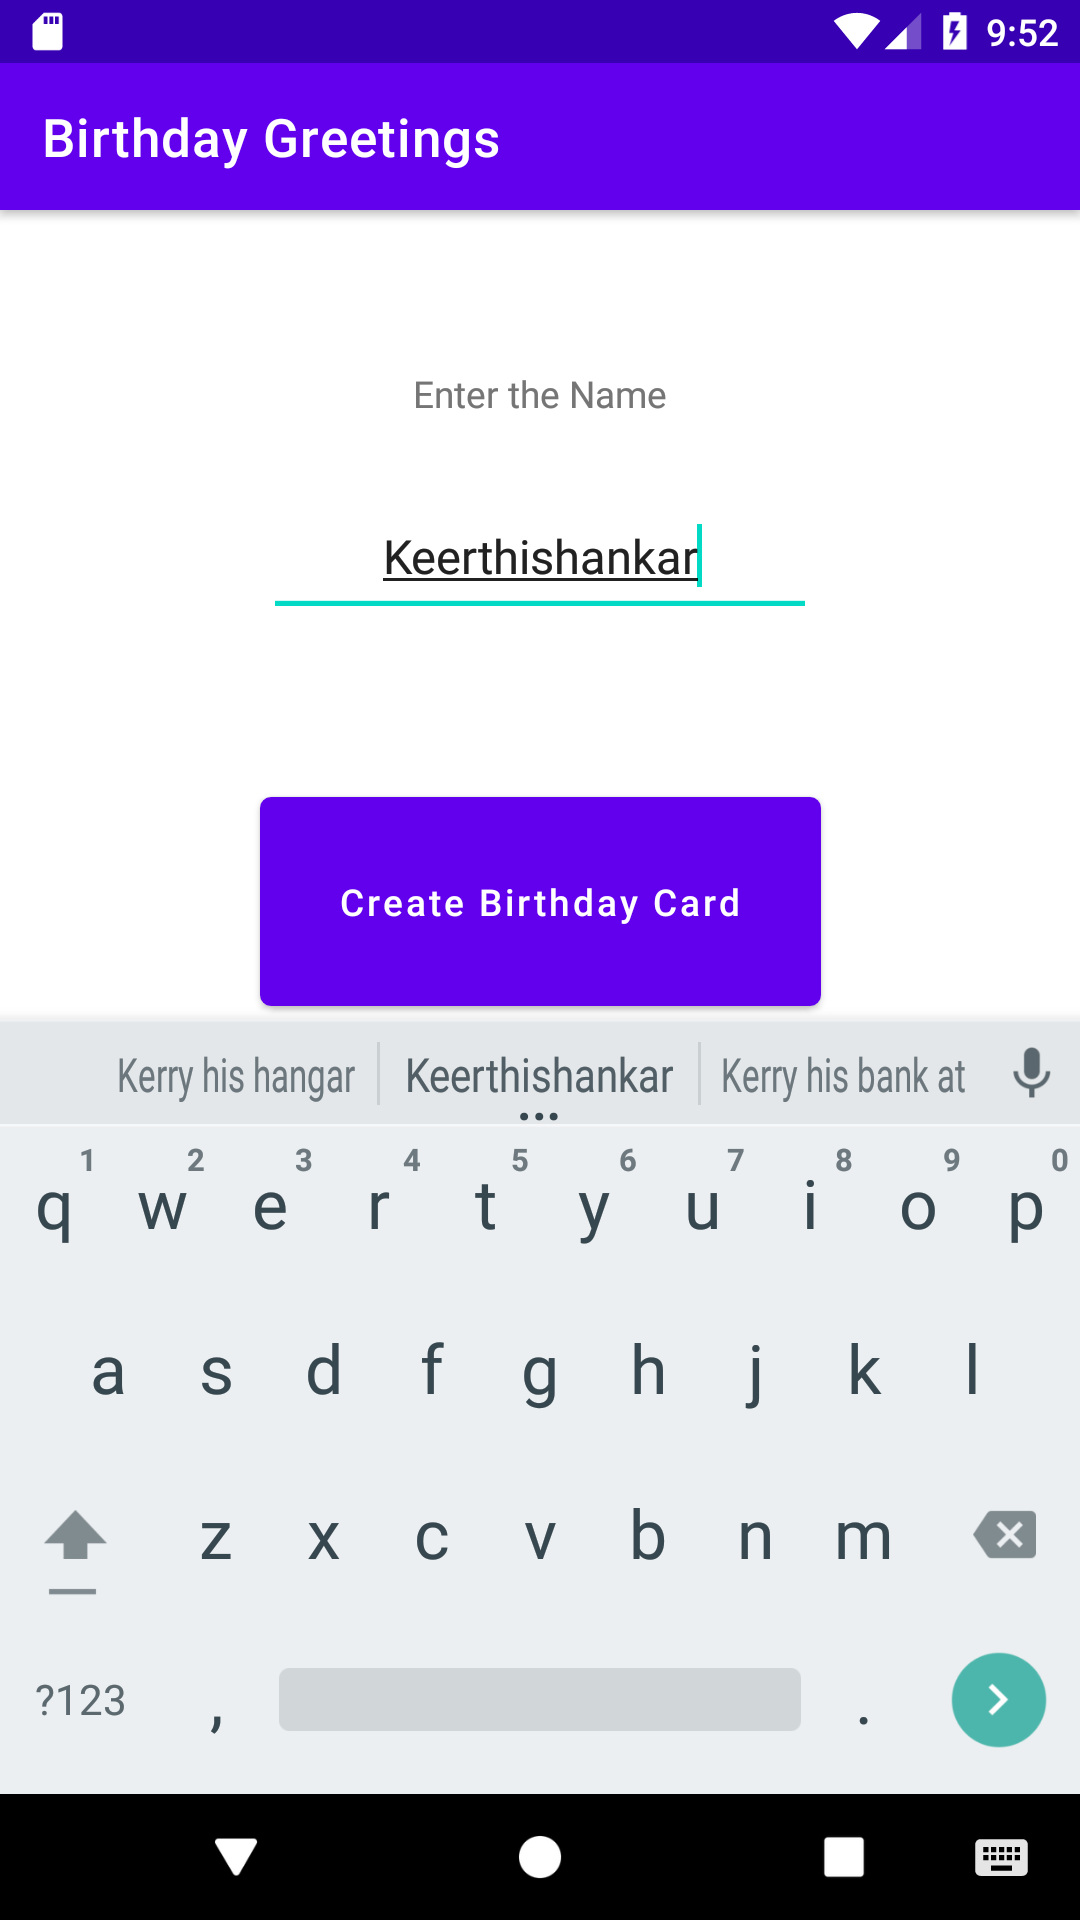 9:52
Birthday Greetings
Enter the Name
Keerthishankar
Create Birthday Card
Kerry his hangar Keerthishankar Kerry his bank at
1 2 3 4 5 6 7 8 9 0
q w e r t y u i o p
a s d f g h j k l
z x c v b n m
?123 , .